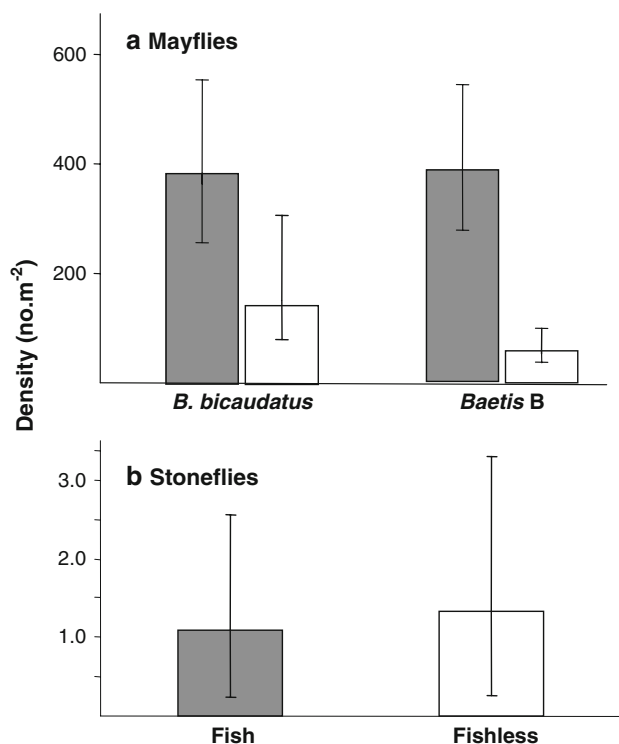 a Mayflies
600
400
200
B. bicaudatus Baetis B
Density (no.m⁻²)
b Stoneflies
3.0
2.0
1.0
Fish Fishless